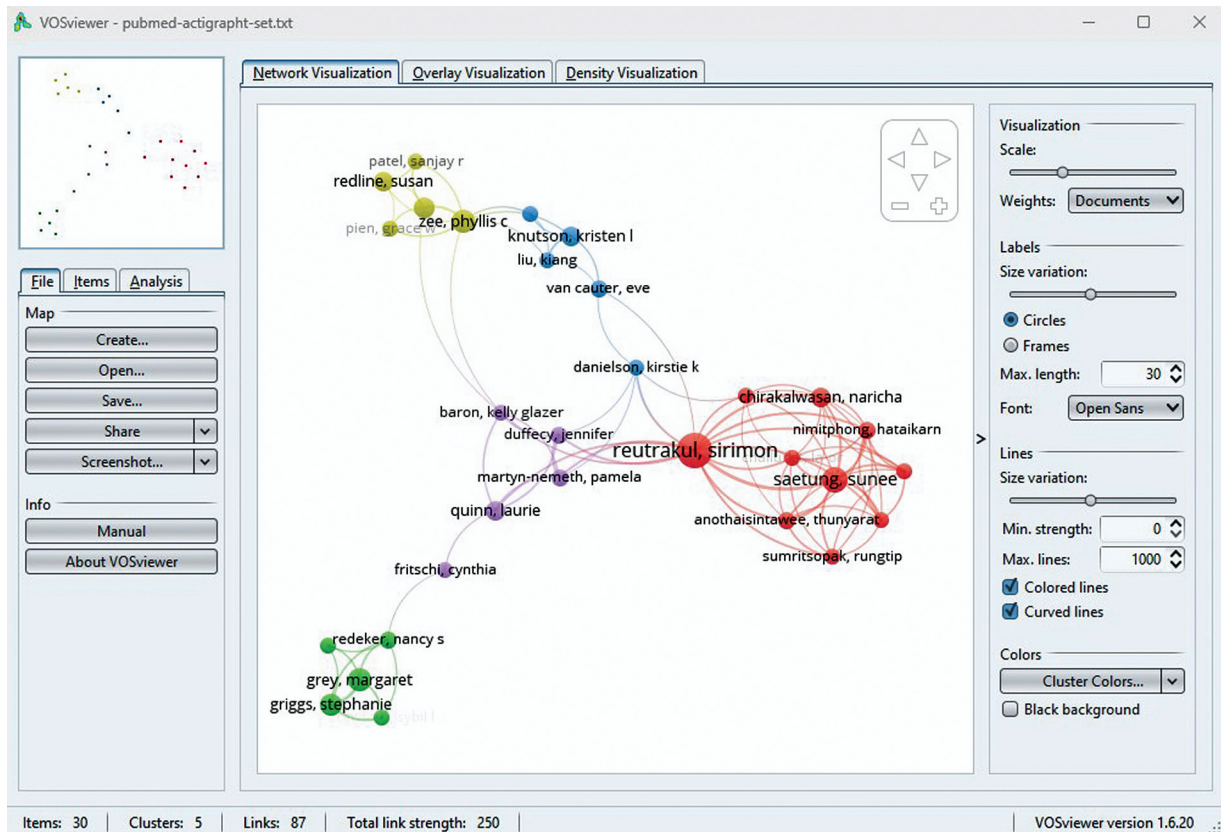 VOSviewer - pubmed-actigrapht-set.txt
Network Visualization
Overlay Visualization
Density Visualization
File
Items
Analysis
Map
Create...
Open...
Save...
Share
Screenshot...
Info
Manual
About VOSviewer
patel, sanjay r
redline, susan
zee, phyllis c
pien, grace w
knutson, kristen l
liu, kiang
van cauter, eve
danielson, kirstie k
baron, kelly glazer
duffecy, jennifer
martyn-nemeth, pamela
quinn, laurie
fritschi, cynthia
reutrakul, sirimon
chirakalwasan, naricha
nimitphong, hataikarn
saetung, sunee
anothaisintawee, thunyarat
sumritsopak, rungtip
redeker, nancy s
grey, margaret
griggs, stephanie
sybil l
Visualization
Scale:
Weights: Documents
Labels
Size variation:
Circles
Frames
Max. length: 30
Font: Open Sans
Lines
Size variation:
Min. strength: 0
Max. lines: 1000
Colored lines
Curved lines
Colors
Cluster Colors...
Black background
Items: 30
Clusters: 5
Links: 87
Total link strength: 250
VOSviewer version 1.6.20